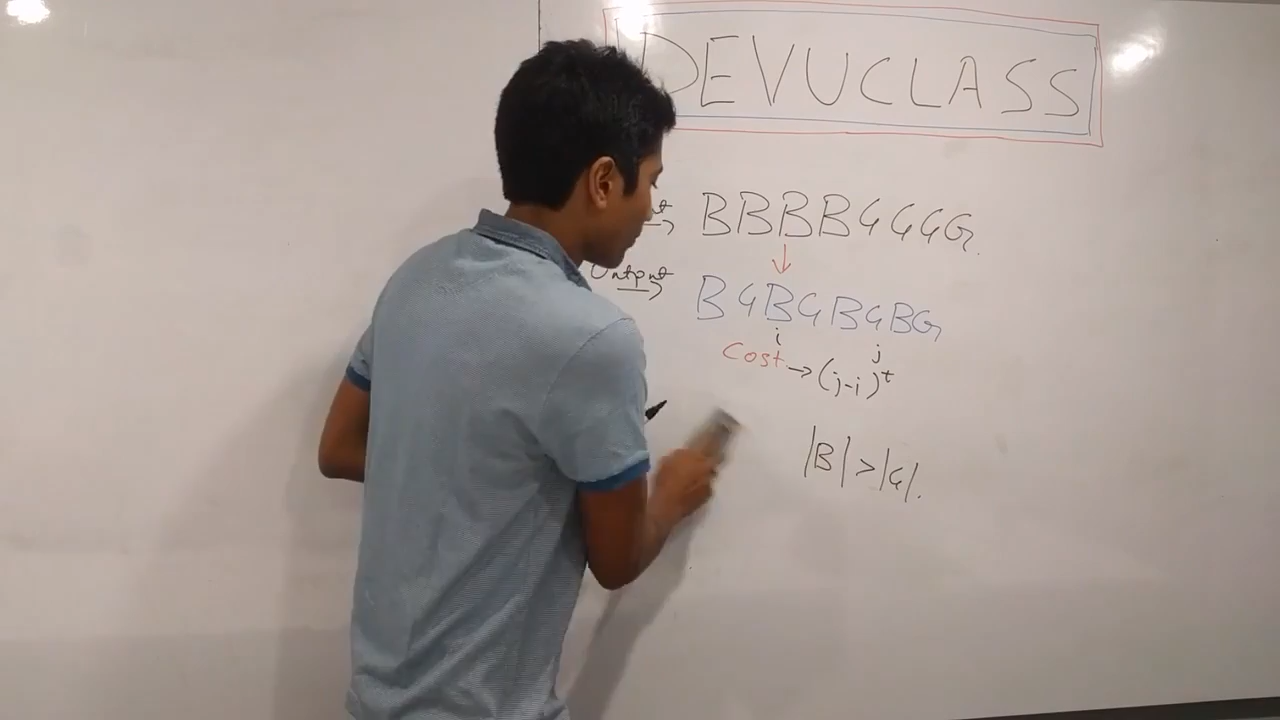 DEVUCLASS
→ BBBBGGGG.
↓
Output → BGBGBGBG
i j
Cost → (j-i)^t
|B| > |G|.